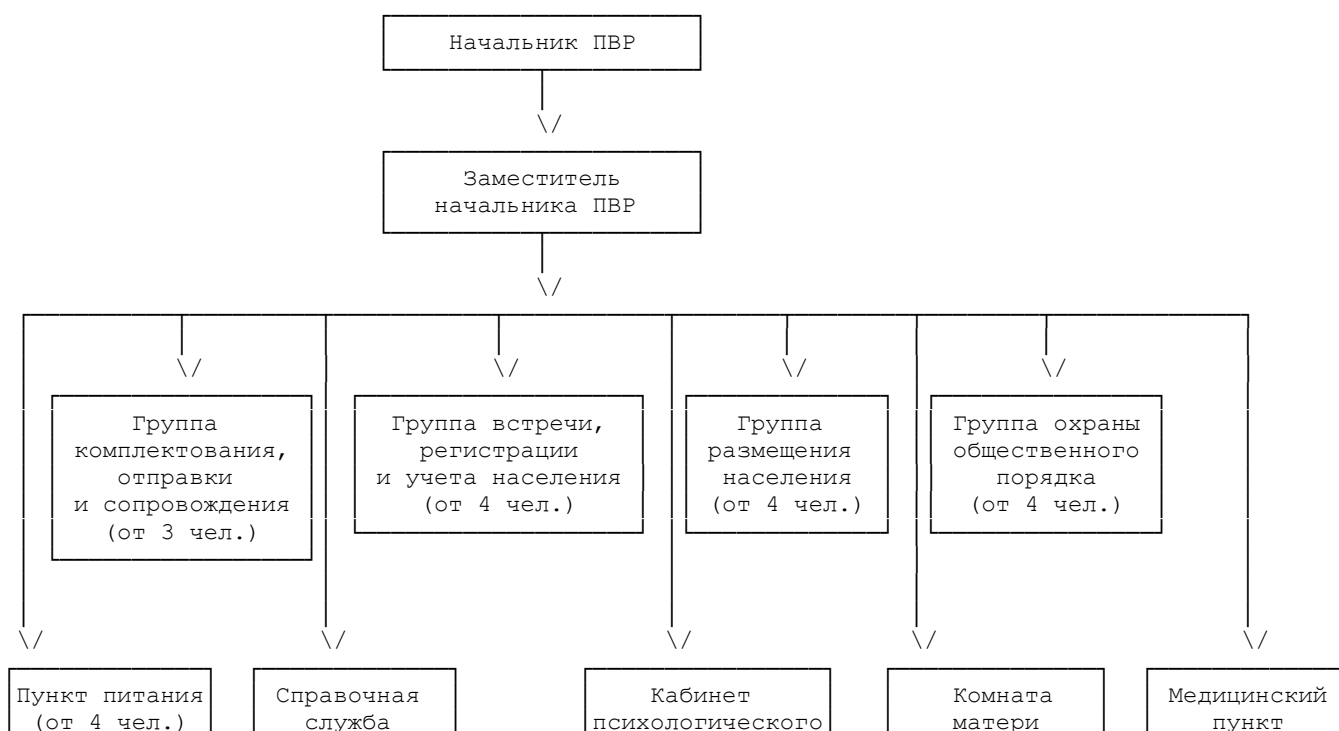 Начальник ПВР
Заместитель
начальника ПВР
Группа
комплектования,
отправки
и сопровождения
(от 3 чел.)
Группа встречи,
регистрации
и учета населения
(от 4 чел.)
Группа
размещения
населения
(от 4 чел.)
Группа охраны
общественного
порядка
(от 4 чел.)
Пункт питания
(от 4 чел.)
Справочная
служба
Кабинет
психологического
Комната
матери
Медицинский
пункт